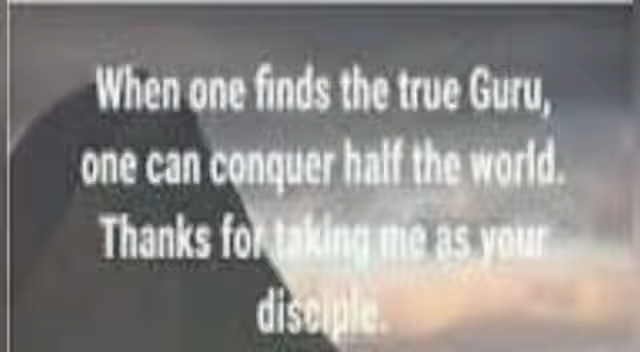 When one finds the true Guru,
one can conquer half the world.
Thanks for taking me as your
disciple.